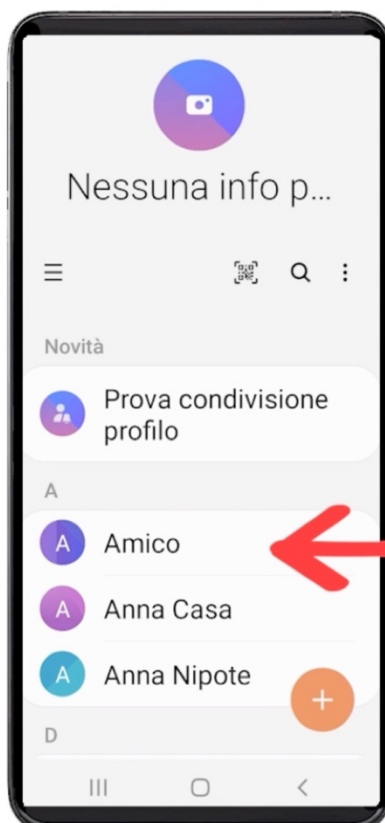 Nessuna info p...
Novità
Prova condivisione
profilo
A
A Amico
A Anna Casa
A Anna Nipote
D